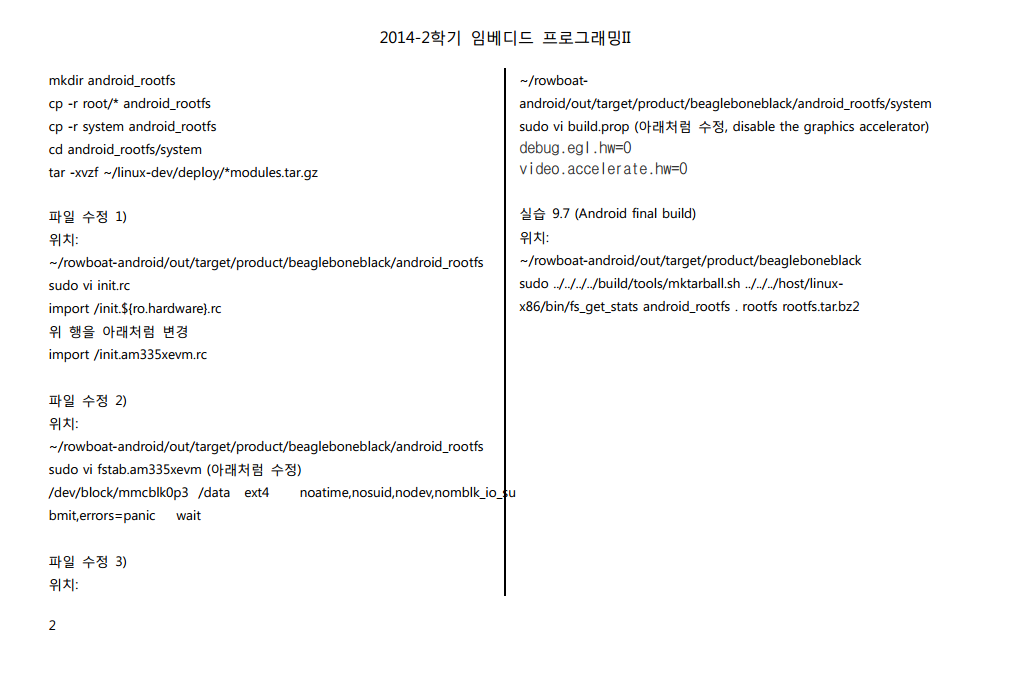 2014-2학기 임베디드 프로그래밍II
mkdir android_rootfs
cp -r root/* android_rootfs
cp -r system android_rootfs
cd android_rootfs/system
tar -xvzf ~/linux-dev/deploy/*modules.tar.gz
파일 수정 1)
위치:
~/rowboat-android/out/target/product/beagleboneblack/android_rootfs
sudo vi init.rc
import /init.${ro.hardware}.rc
위 행을 아래처럼 변경
import /init.am335xevm.rc
파일 수정 2)
위치:
~/rowboat-android/out/target/product/beagleboneblack/android_rootfs
sudo vi fstab.am335xevm (아래처럼 수정)
/dev/block/mmcblk0p3 /data ext4 noatime,nosuid,nodev,nomblk_io_su
bmit,errors=panic wait
파일 수정 3)
위치:
~/rowboat-
android/out/target/product/beagleboneblack/android_rootfs/system
sudo vi build.prop (아래처럼 수정, disable the graphics accelerator)
debug.egl.hw=0
video.accelerate.hw=0
실습 9.7 (Android final build)
위치:
~/rowboat-android/out/target/product/beagleboneblack
sudo ../../../../build/tools/mktarball.sh ../../../host/linux-
x86/bin/fs_get_stats android_rootfs . rootfs rootfs.tar.bz2
2